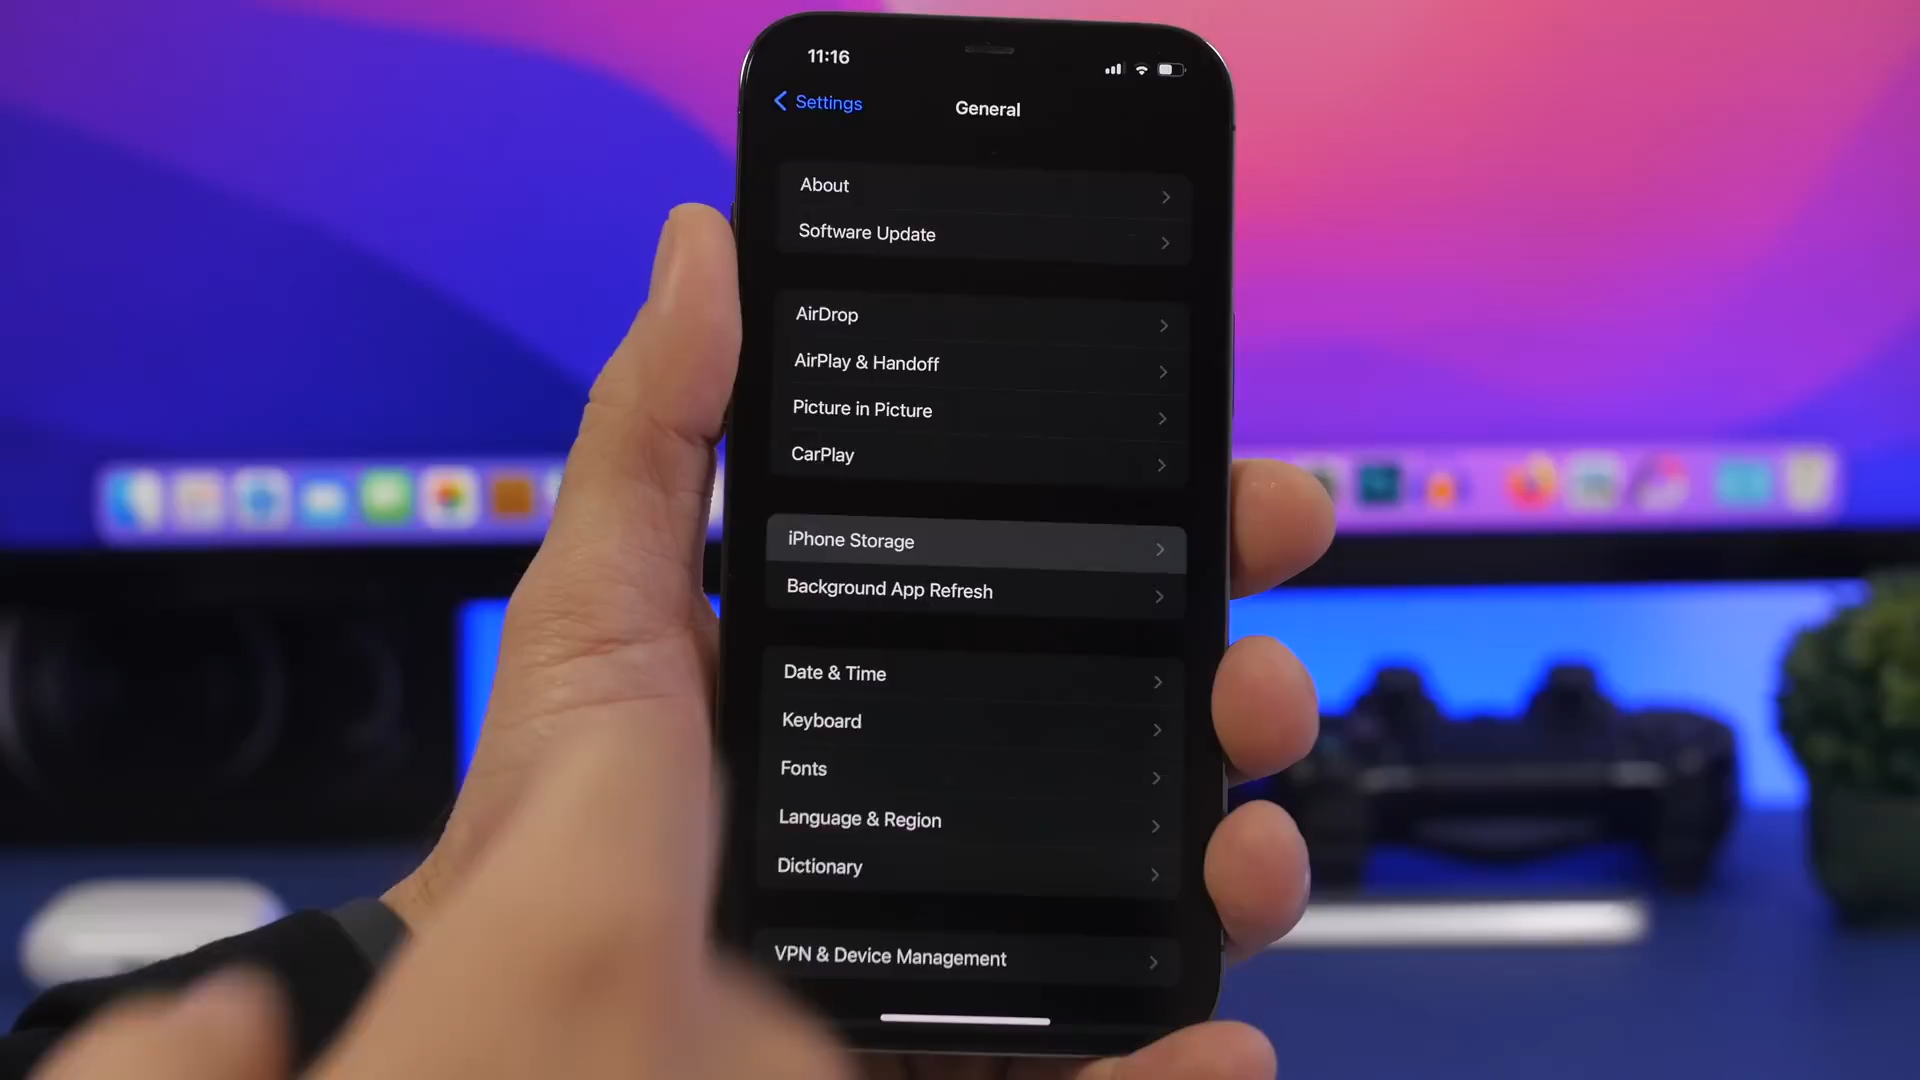 11:16
Settings
General
About
Software Update
AirDrop
AirPlay & Handoff
Picture in Picture
CarPlay
iPhone Storage
Background App Refresh
Date & Time
Keyboard
Fonts
Language & Region
Dictionary
VPN & Device Management